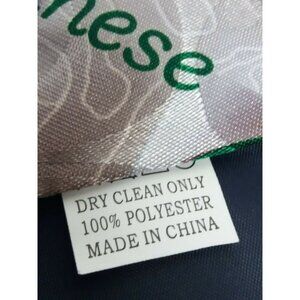 nese
DRY CLEAN ONLY
100% POLYESTER
MADE IN CHINA